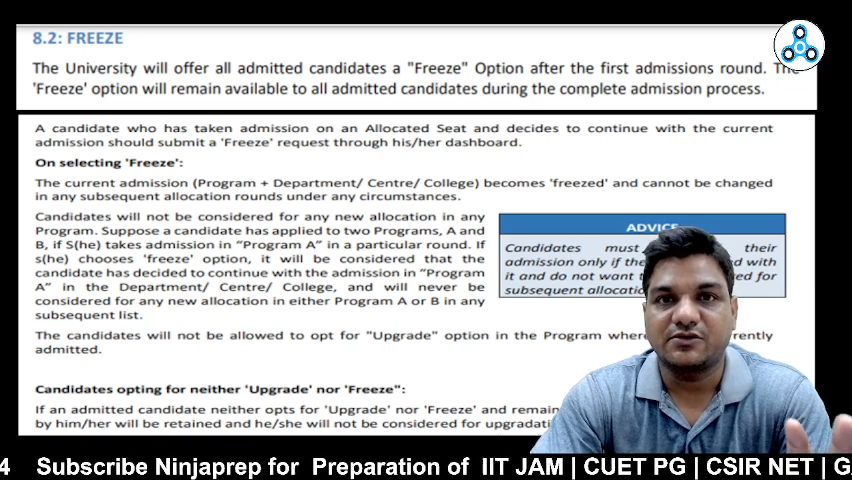 8.2: FREEZE
The University will offer all admitted candidates a "Freeze" Option after the first admissions round. The
'Freeze' option will remain available to all admitted candidates during the complete admission process.
A candidate who has taken admission on an Allocated Seat and decides to continue with the current
admission should submit a 'Freeze' request through his/her dashboard.
On selecting 'Freeze':
The current admission (Program + Department/ Centre/ College) becomes 'freezed' and cannot be changed
in any subsequent allocation rounds under any circumstances.
Candidates will not be considered for any new allocation in any
Program. Suppose a candidate has applied to two Programs, A and
B, if S(he) takes admission in "Program A" in a particular round. If
s(he) chooses 'freeze' option, it will be considered that the
candidate has decided to continue with the admission in "Program
A" in the Department/ Centre/ College, and will never be
considered for any new allocation in either Program A or B in any
subsequent list.
ADVICE
Candidates must their
admission only if the with
it and do not want for
subsequent
The candidates will not be allowed to opt for "Upgrade" option in the Program
admitted.
Candidates opting for neither 'Upgrade' nor 'Freeze":
If an admitted candidate neither opts for 'Upgrade' nor 'Freeze' and
by him/her will be retained and he/she will not be considered for
4 Subscribe Ninjaprep for Preparation of IIT JAM | CUET PG | CSIR NET | G